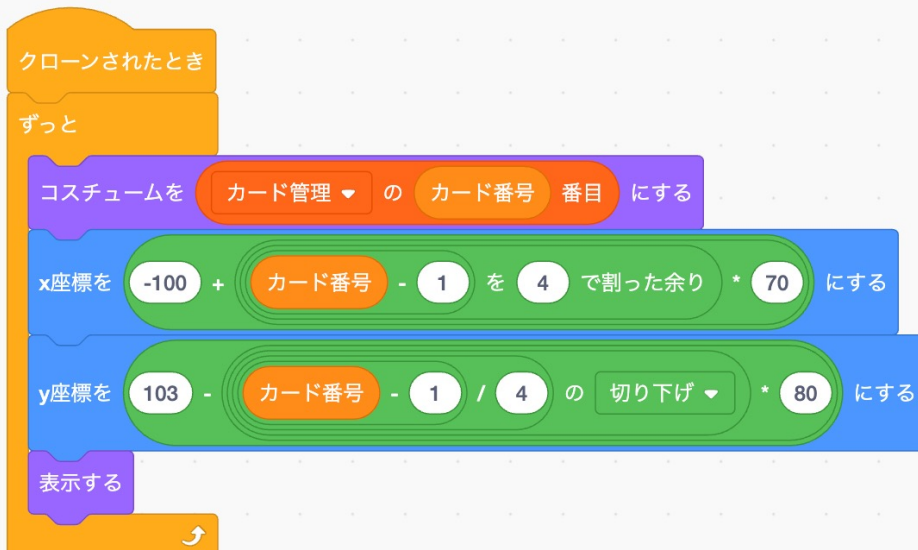 クローンされたとき
ずっと
コスチュームを カード管理 の カード番号 番目 にする
x座標を -100 + カード番号 - 1 を 4 で割った余り * 70 にする
y座標を 103 - カード番号 - 1 / 4 の 切り下げ * 80 にする
表示する